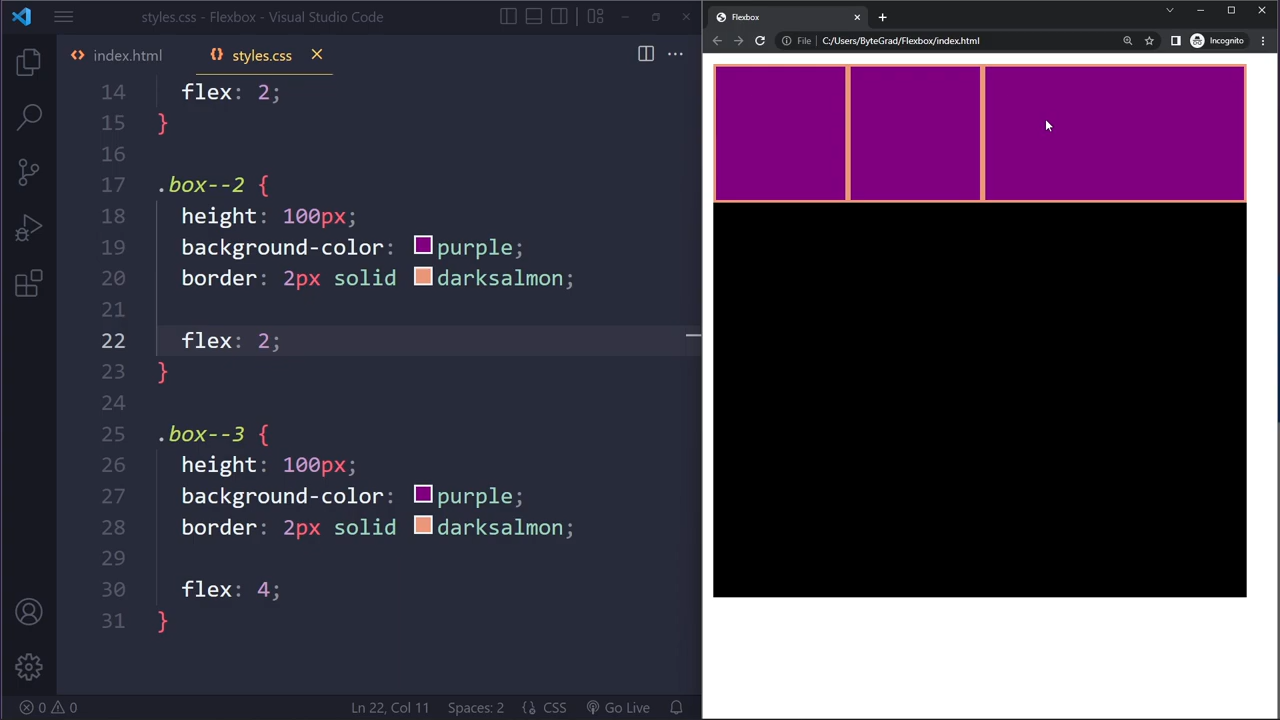 styles.css - Flexbox - Visual Studio Code
index.html
styles.css
14 flex: 2;
15 }
16
17 .box--2 {
18 height: 100px;
19 background-color: purple;
20 border: 2px solid darksalmon;
21
22 flex: 2;
23 }
24
25 .box--3 {
26 height: 100px;
27 background-color: purple;
28 border: 2px solid darksalmon;
29
30 flex: 4;
31 }
0 0 Ln 22, Col 11 Spaces: 2 {} CSS Go Live
Flexbox
File C:/Users/ByteGrad/Flexbox/index.html Incognito